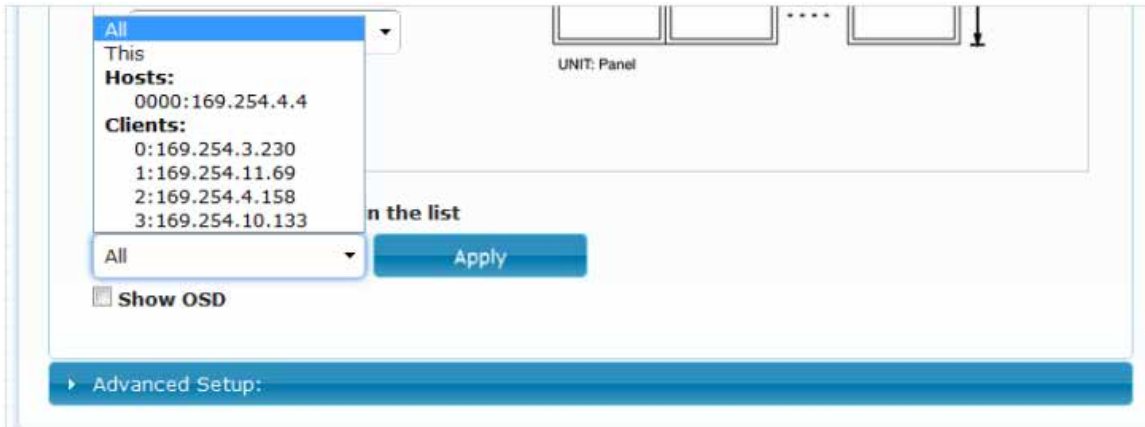 All
This
Hosts:
0000:169.254.4.4
Clients:
0:169.254.3.230
1:169.254.11.69
2:169.254.4.158
3:169.254.10.133
UNIT: Panel
in the list
All
Apply
Show OSD
Advanced Setup: